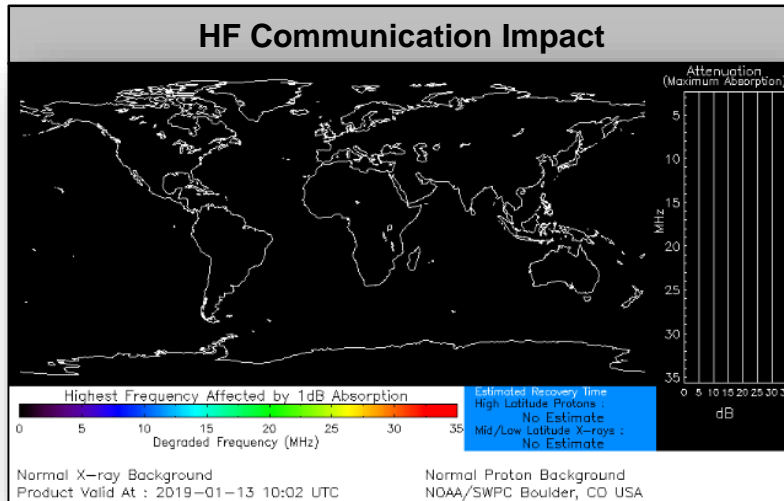 HF Communication Impact
Attenuation
(Maximum Absorption)
5
10
15
20
25
30
35
MHz
0 5 10 15 20 25 30 3
dB
Highest Frequency Affected by 1dB Absorption
0 5 10 15 20 25 30 35
Degraded Frequency (MHz)
Estimated Recovery Time
High Latitude Protons :
No Estimate
Mid/Low Latitude X-rays :
No Estimate
Normal X-ray Background
Product Valid At : 2019-01-13 10:02 UTC
Normal Proton Background
NOAA/SWPC Boulder, CO USA